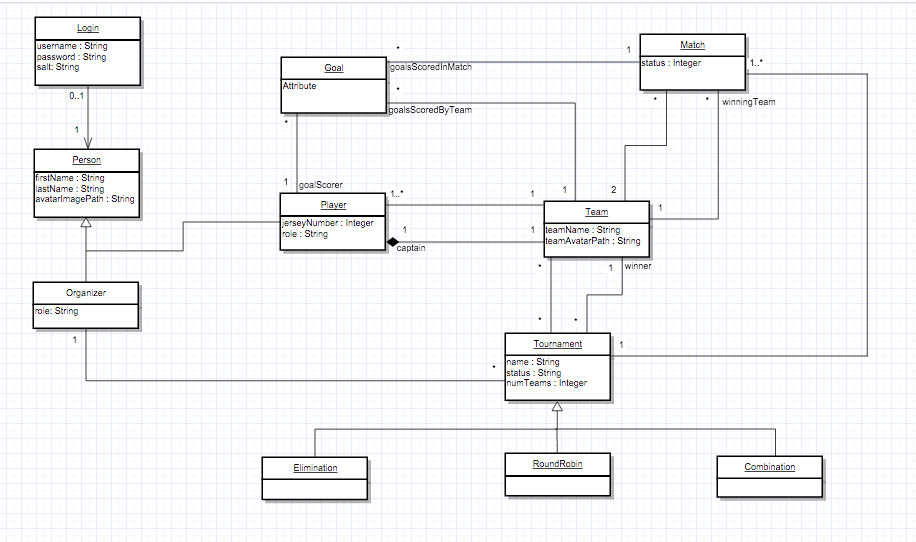 Login
username : String
password : String
salt: String
0..1
1
Person
firstName : String
lastName : String
avatarImagePath : String
Organizer
role: String
1
Goal
Attribute
*
goalsScoredInMatch
1
*
goalsScoredByTeam
1
*
1
goalScorer
Match
status : Integer
1..*
*
2
*
winningTeam
1
Player
jerseyNumber : Integer
role : String
1..*
1
1
captain
1
Team
teamName : String
teamAvatarPath : String
*
*
1
winner
*
Tournament
name : String
status : String
numTeams : Integer
1
*
Elimination
RoundRobin
Combination